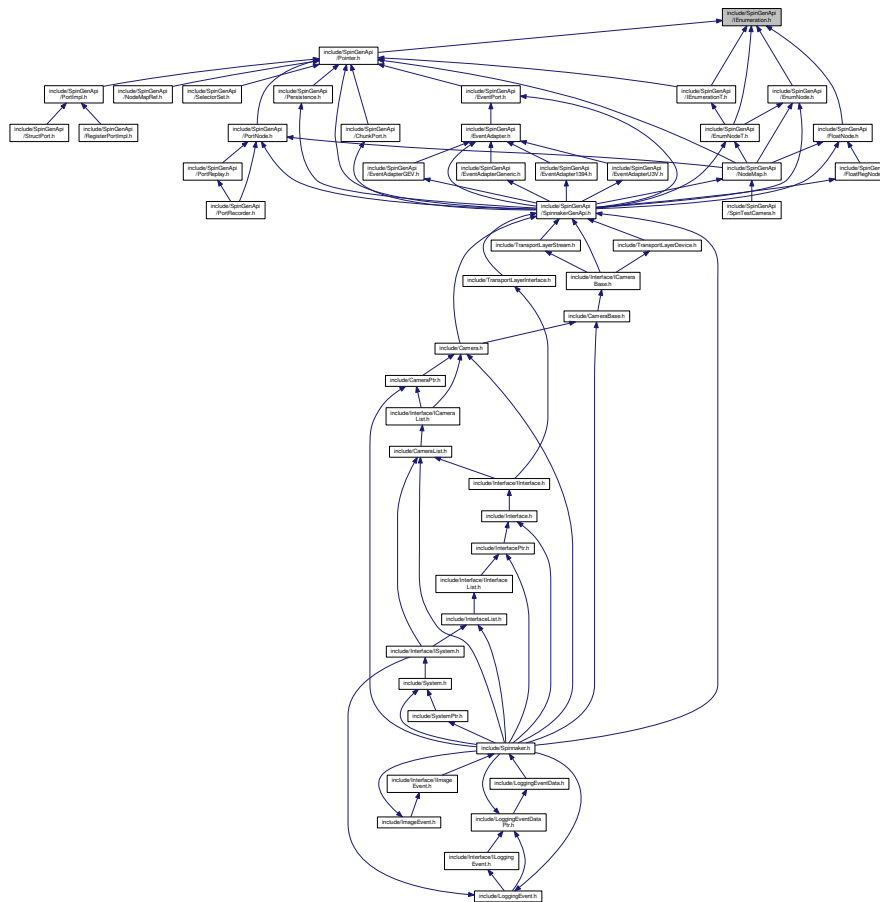 include/SpinGenApi
/IEnumeration.h
include/SpinGenApi
/Pointer.h
include/SpinGenApi
/PortImpl.h
include/SpinGenApi
/NodeMapRef.h
include/SpinGenApi
/SelectorSet.h
include/SpinGenApi
/Persistence.h
include/SpinGenApi
/EventPort.h
include/SpinGenApi
/IEnumerationT.h
include/SpinGenApi
/EnumNode.h
include/SpinGenApi
/StructPort.h
include/SpinGenApi
/RegisterPortImpl.h
include/SpinGenApi
/PortNode.h
include/SpinGenApi
/ChunkPort.h
include/SpinGenApi
/EventAdapter.h
include/SpinGenApi
/EnumNodeT.h
include/SpinGenApi
/FloatNode.h
include/SpinGenApi
/PortReplay.h
include/SpinGenApi
/EventAdapterGEV.h
include/SpinGenApi
/EventAdapterGeneric.h
include/SpinGenApi
/EventAdapter1394.h
include/SpinGenApi
/EventAdapterU3V.h
include/SpinGenApi
/NodeMap.h
include/SpinGenApi
/FloatRegNode
include/SpinGenApi
/PortRecorder.h
include/SpinGenApi
/SpinnakerGenApi.h
include/SpinGenApi
/SpinTestCamera.h
include/TransportLayerStream.h
include/TransportLayerDevice.h
include/TransportLayerInterface.h
include/Interface/ICamera
Base.h
include/CameraBase.h
include/Camera.h
include/CameraPtr.h
include/Interface/ICamera
List.h
include/CameraList.h
include/Interface/IInterface.h
include/Interface.h
include/InterfacePtr.h
include/Interface/IInterface
List.h
include/InterfaceList.h
include/Interface/ISystem.h
include/System.h
include/SystemPtr.h
include/Spinnaker.h
include/Interface/IImage
Event.h
include/LoggingEventData.h
include/ImageEvent.h
include/LoggingEventData
Ptr.h
include/Interface/ILogging
Event.h
include/LoggingEvent.h